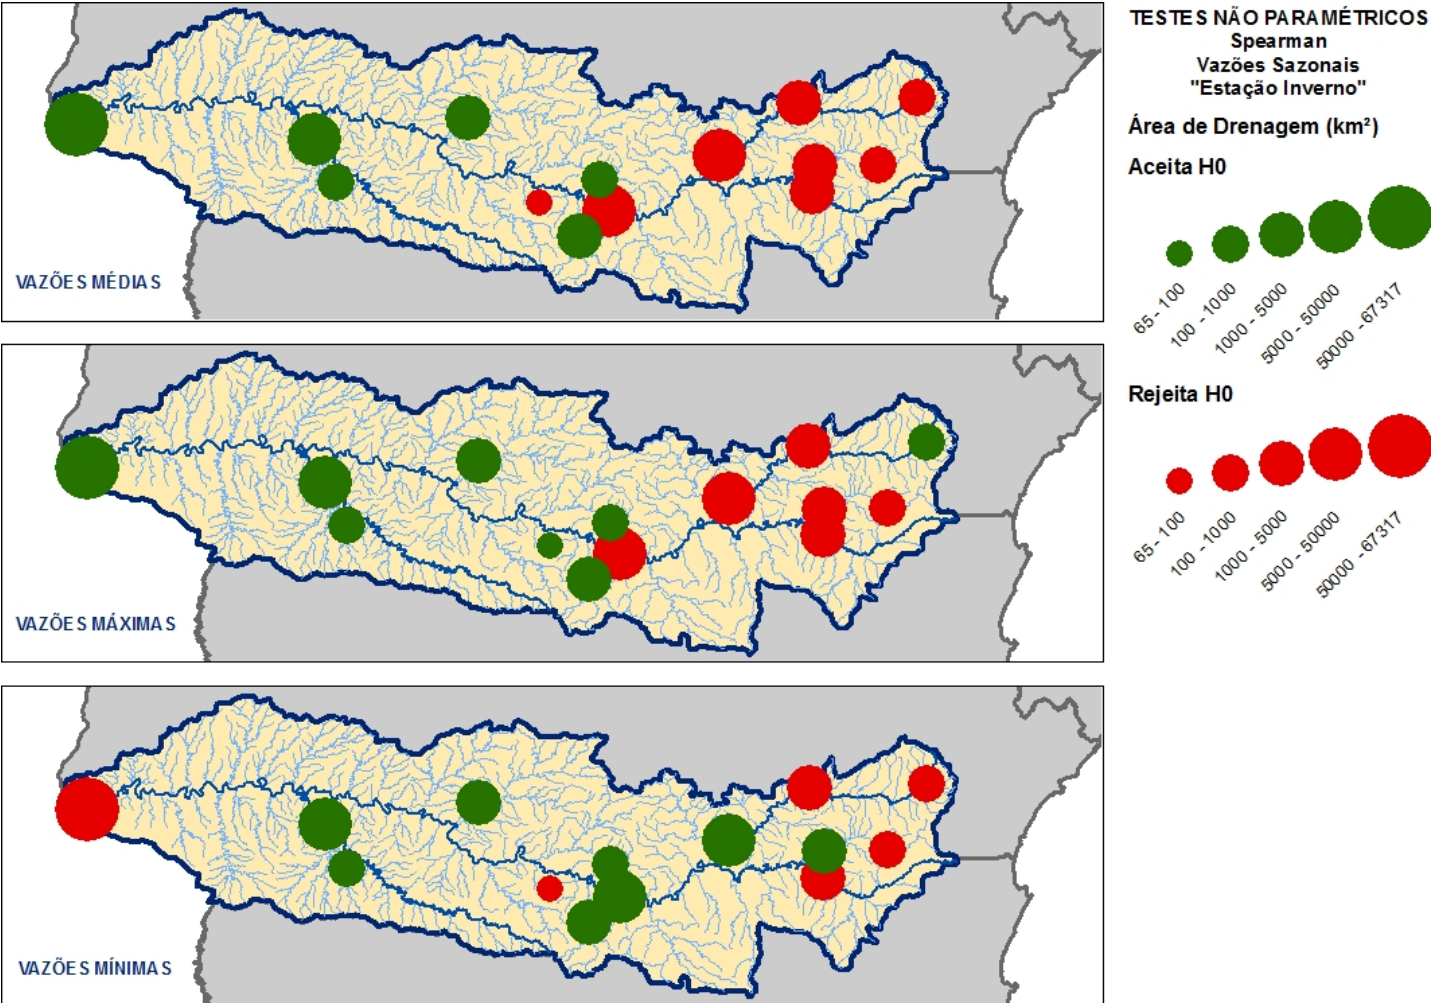 VAZÕES MÉDIAS
VAZÕES MÁXIMAS
VAZÕES MÍNIMAS
TESTES NÃO PARAMÉTRICOS
Spearman
Vazões Sazonais
"Estação Inverno"
Área de Drenagem (km²)
Aceita H0
65 - 100
100 - 1000
1000 - 5000
5000 - 50000
50000 - 67317
Rejeita H0
65 - 100
100 - 1000
1000 - 5000
5000 - 50000
50000 - 67317